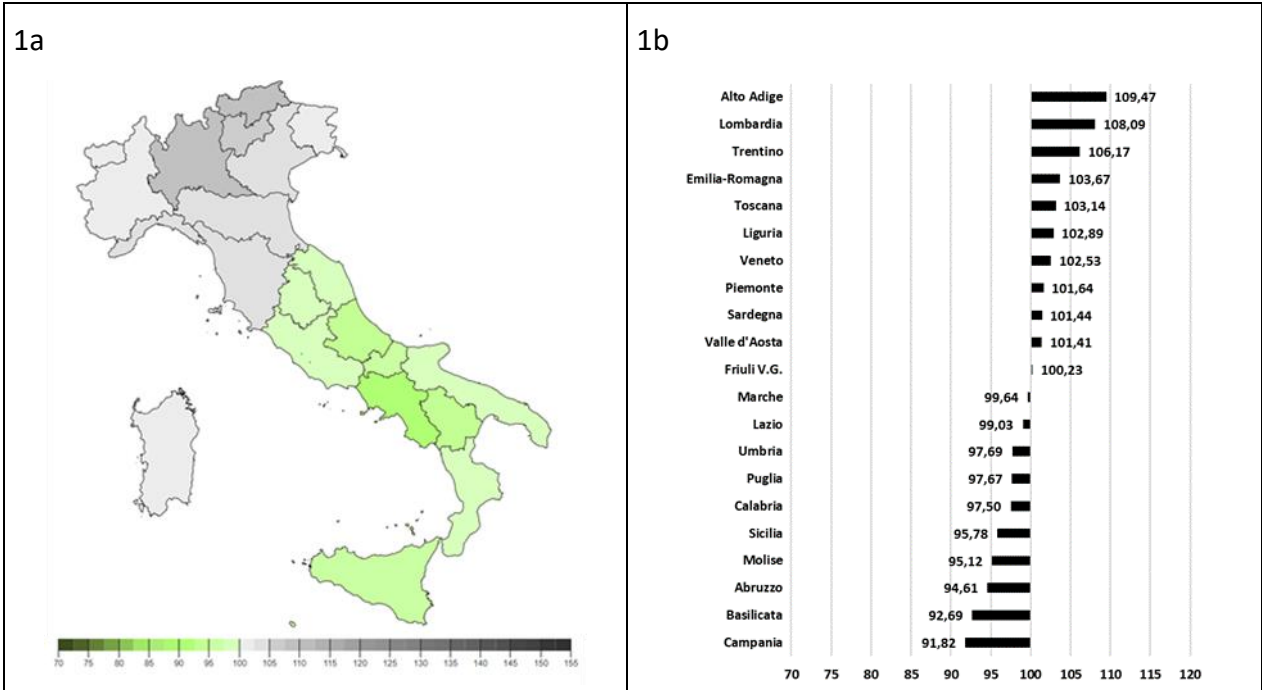 1a
70 75 80 85 90 95 100 105 110 115 120 125 130 135 140 145 150 155
1b
Alto Adige 109,47
Lombardia 108,09
Trentino 106,17
Emilia-Romagna 103,67
Toscana 103,14
Liguria 102,89
Veneto 102,53
Piemonte 101,64
Sardegna 101,44
Valle d'Aosta 101,41
Friuli V.G. 100,23
Marche 99,64
Lazio 99,03
Umbria 97,69
Puglia 97,67
Calabria 97,50
Sicilia 95,78
Molise 95,12
Abruzzo 94,61
Basilicata 92,69
Campania 91,82
70 75 80 85 90 95 100 105 110 115 120